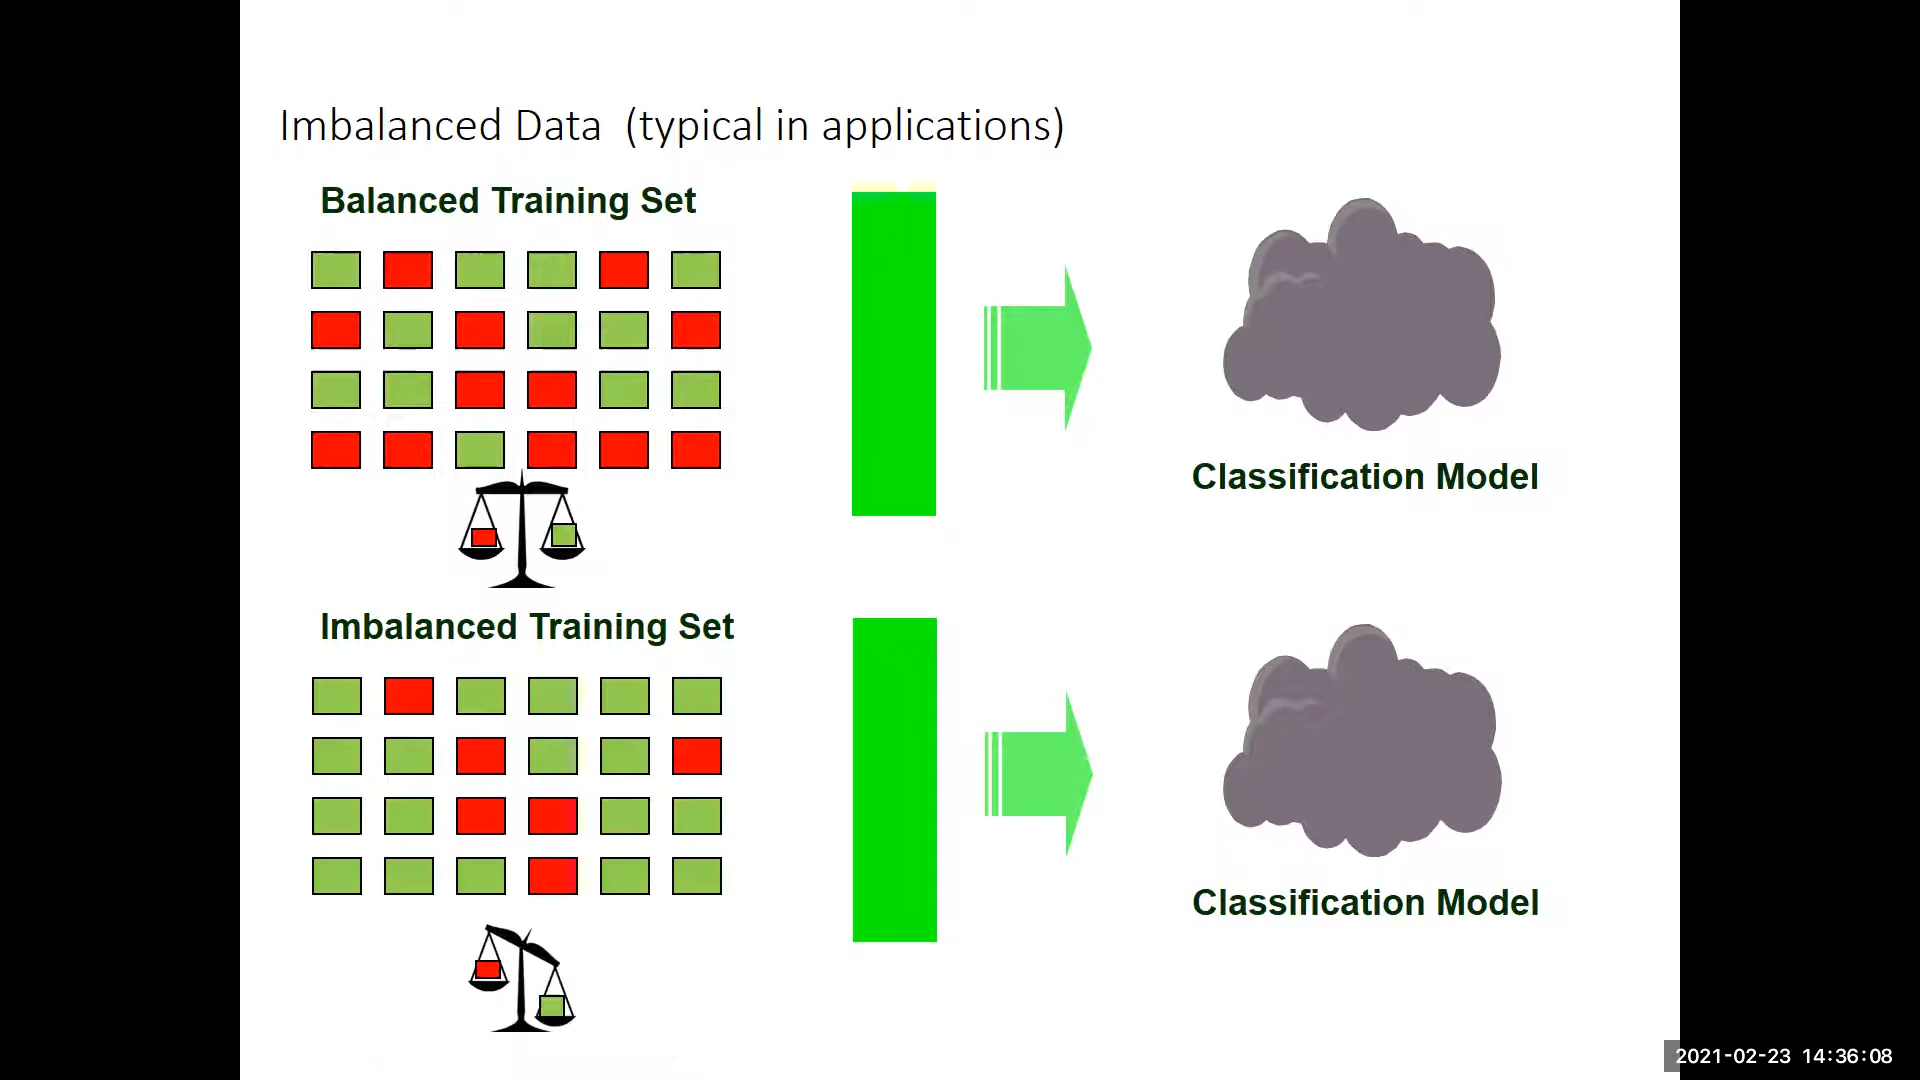 Imbalanced Data (typical in applications)
Balanced Training Set
Classification Model
Imbalanced Training Set
Classification Model
2021-02-23 14:36:08